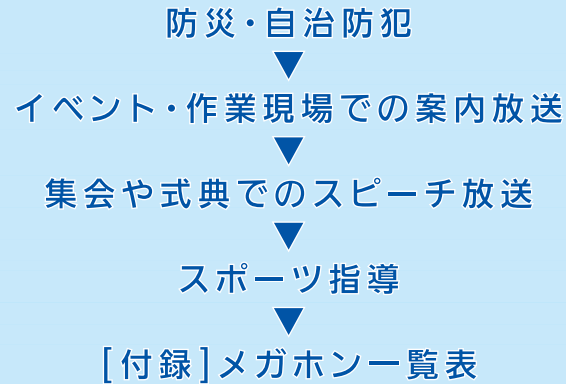 防災・自治防犯
▼
イベント・作業現場での案内放送
▼
集会や式典でのスピーチ放送
▼
スポーツ指導
▼
[付録]メガホン一覧表